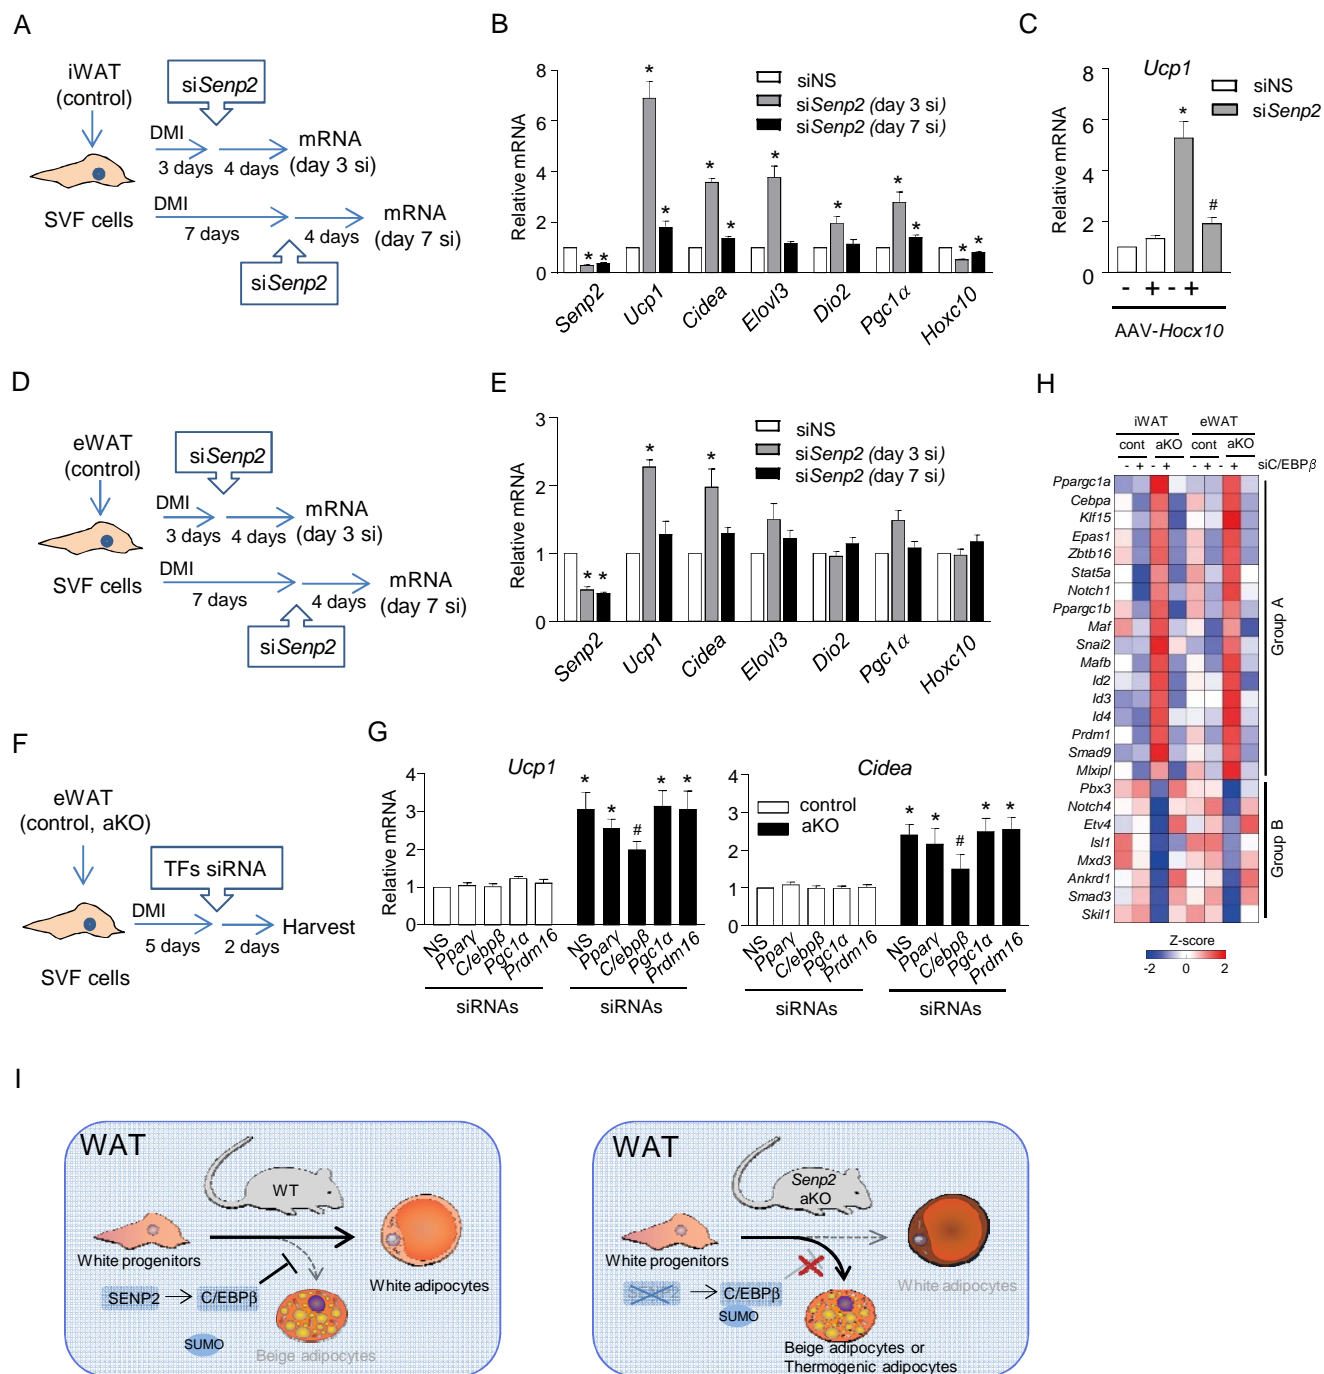 A
iWAT
(control)
siSenp2
DMI
3 days
4 days
mRNA
(day 3 si)
SVF cells
DMI
7 days
4 days
mRNA
(day 7 si)
siSenp2
B
Relative mRNA
8
6
4
2
0
siNS
siSenp2 (day 3 si)
siSenp2 (day 7 si)
* * * * * * * * * * * *
Senp2
Ucp1
Cidea
Elovl3
Dio2
Pgc1α
Hoxc10
C
Ucp1
Relative mRNA
8
6
4
2
0
siNS
siSenp2
*
#
- + - +
AAV-Hocx10
D
eWAT
(control)
siSenp2
DMI
3 days
4 days
mRNA
(day 3 si)
SVF cells
DMI
7 days
4 days
mRNA
(day 7 si)
siSenp2
E
Relative mRNA
3
2
1
0
siNS
siSenp2 (day 3 si)
siSenp2 (day 7 si)
* * * *
Senp2
Ucp1
Cidea
Elovl3
Dio2
Pgc1α
Hoxc10
F
eWAT
(control, aKO)
TFs siRNA
DMI
5 days
2 days
Harvest
SVF cells
G
Ucp1
Relative mRNA
4
3
2
1
0
* * # * *
NS
Pparγ
C/ebpβ
Pgc1α
Prdm16
siRNAs
NS
Pparγ
C/ebpβ
Pgc1α
Prdm16
siRNAs
Cidea
4
3
2
1
0
control
aKO
* * # * *
NS
Pparγ
C/ebpβ
Pgc1α
Prdm16
siRNAs
NS
Pparγ
C/ebpβ
Pgc1α
Prdm16
siRNAs
H
iWAT eWAT
cont aKO cont aKO
- + - + - + - + siC/EBPβ
Ppargc1a
Cebpa
Klf15
Epas1
Zbtb16
Stat5a
Notch1
Ppargc1b
Maf
Snai2
Mafb
Id2
Id3
Id4
Prdm1
Smad9
Mlxipl
Pbx3
Notch4
Etv4
Isl1
Mxd3
Ankrd1
Smad3
Skil1
Group A
Group B
Z-score
-2 0 2
I
WAT
WT
White progenitors
White adipocytes
SENP2
C/EBPβ
SUMO
Beige adipocytes
WAT
Senp2
aKO
White progenitors
White adipocytes
C/EBPβ
SUMO
Beige adipocytes or
Thermogenic adipocytes